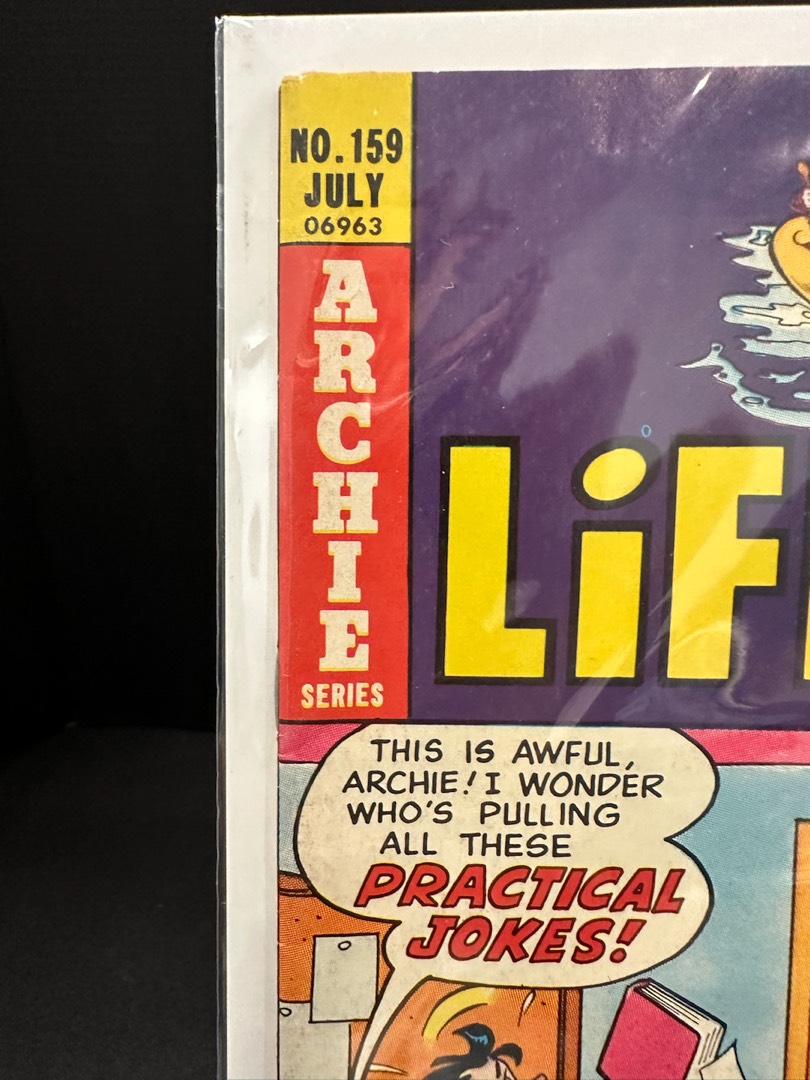 NO. 159
JULY
06963
ARCHIE
SERIES
LiF
THIS IS AWFUL,
ARCHIE! I WONDER
WHO'S PULLING
ALL THESE
PRACTICAL
JOKES!